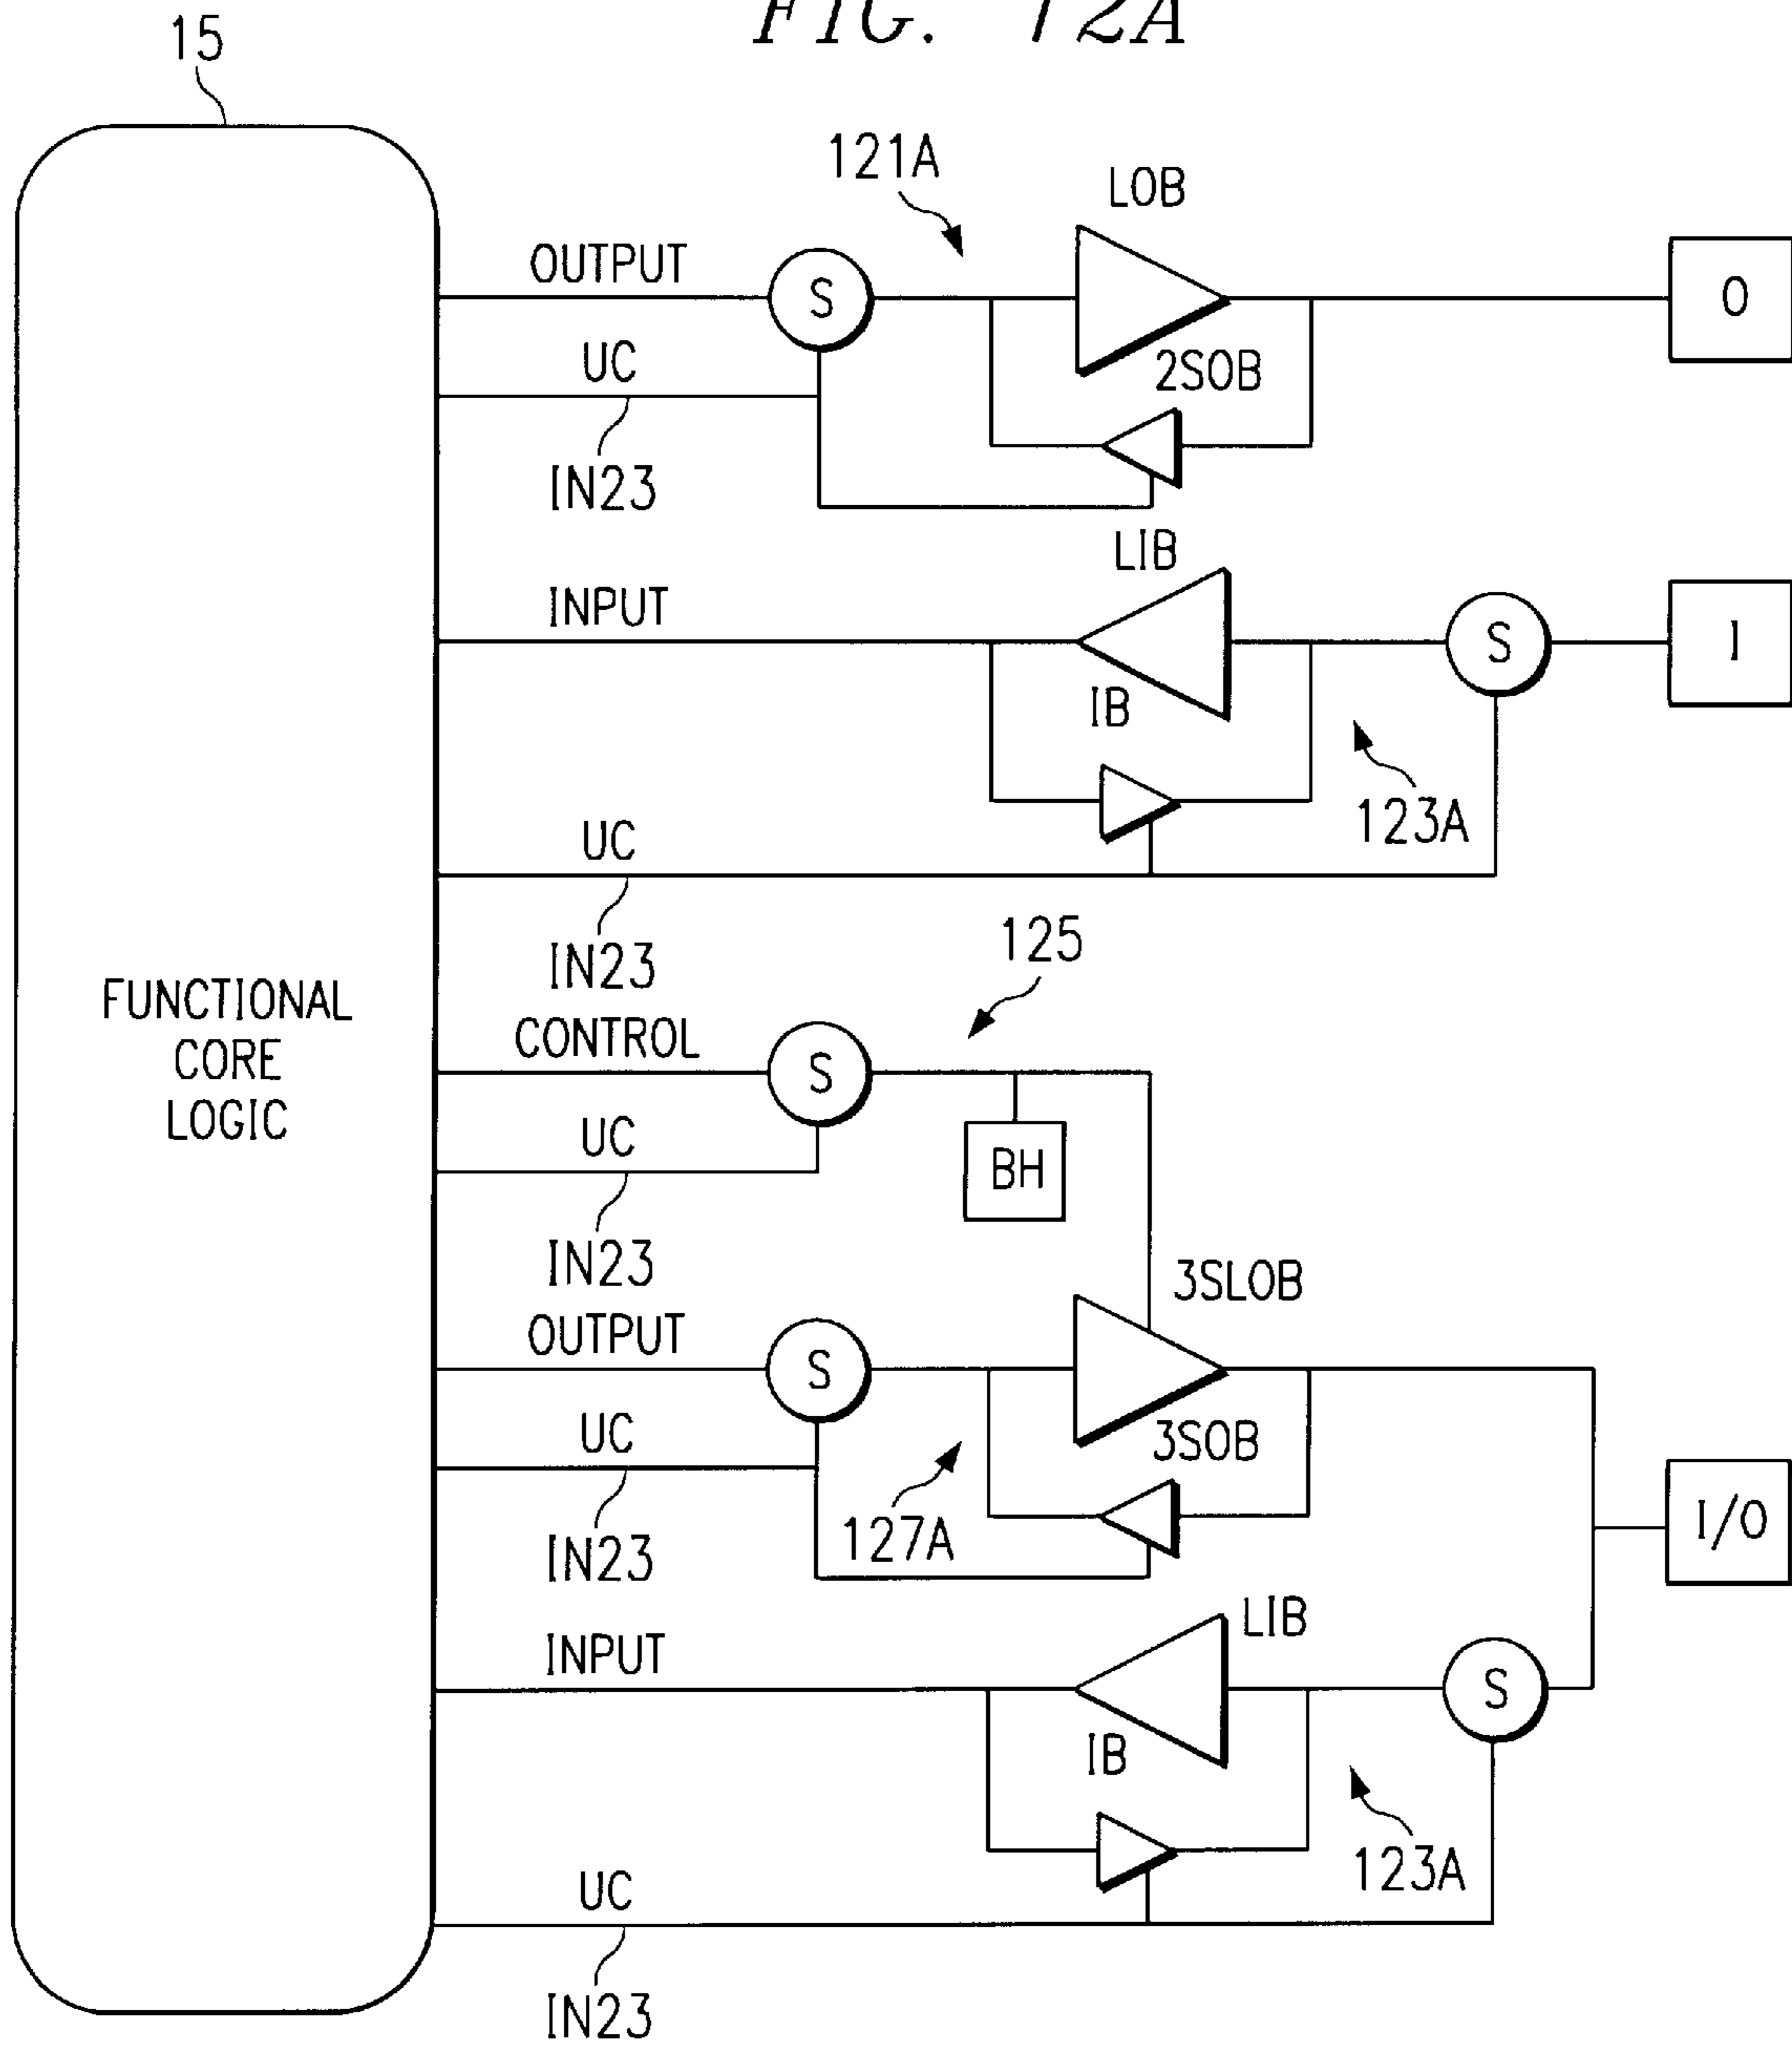 FIG. 12A
15
121A
LOB
OUTPUT
S
O
UC
2SOB
IN23
LIB
INPUT
S
I
IB
123A
UC
IN23
125
FUNCTIONAL
CORE
LOGIC
CONTROL
S
UC
BH
IN23
3SLOB
OUTPUT
S
UC
3SOB
127A
I/O
IN23
LIB
INPUT
S
IB
123A
UC
IN23